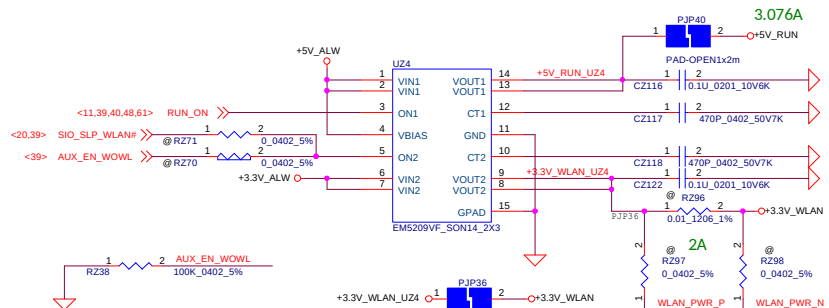 PJP40 3.076A
1 2 +5V_RUN
+5V_ALW UZ4 PAD-OPEN1x2m
1 VIN1 VOUT1 14 +5V_RUN_UZ4 CZ116 1 2 0.1U_0201_10V6K
2 VIN1 VOUT1 13
<11,39,40,48,61> RUN_ON 3 ON1 CT1 12 CZ117 1 2 470P_0402_50V7K
<20,39> SIO_SLP_WLAN# @RZ71 1 2 0_0402_5% 4 VBIAS GND 11
<39> AUX_EN_WOWL @RZ70 1 2 0_0402_5% 5 ON2 CT2 10 CZ118 1 2 470P_0402_50V7K
+3.3V_ALW 6 VIN2 VOUT2 9 +3.3V_WLAN_UZ4 CZ122 1 2 0.1U_0201_10V6K
7 VIN2 VOUT2 8
@ RZ96
GPAD 15 PJP36 1 2 +3.3V_WLAN
EM5209VF_SON14_2X3 0.01_1206_1%
2A
RZ38 1 2 AUX_EN_WOWL
100K_0402_5%
2 1 @ RZ97 0_0402_5%
2 1 @ RZ98 0_0402_5%
PJP36
+3.3V_WLAN_UZ4 1 2 +3.3V_WLAN
WLAN_PWR_P WLAN_PWR_N